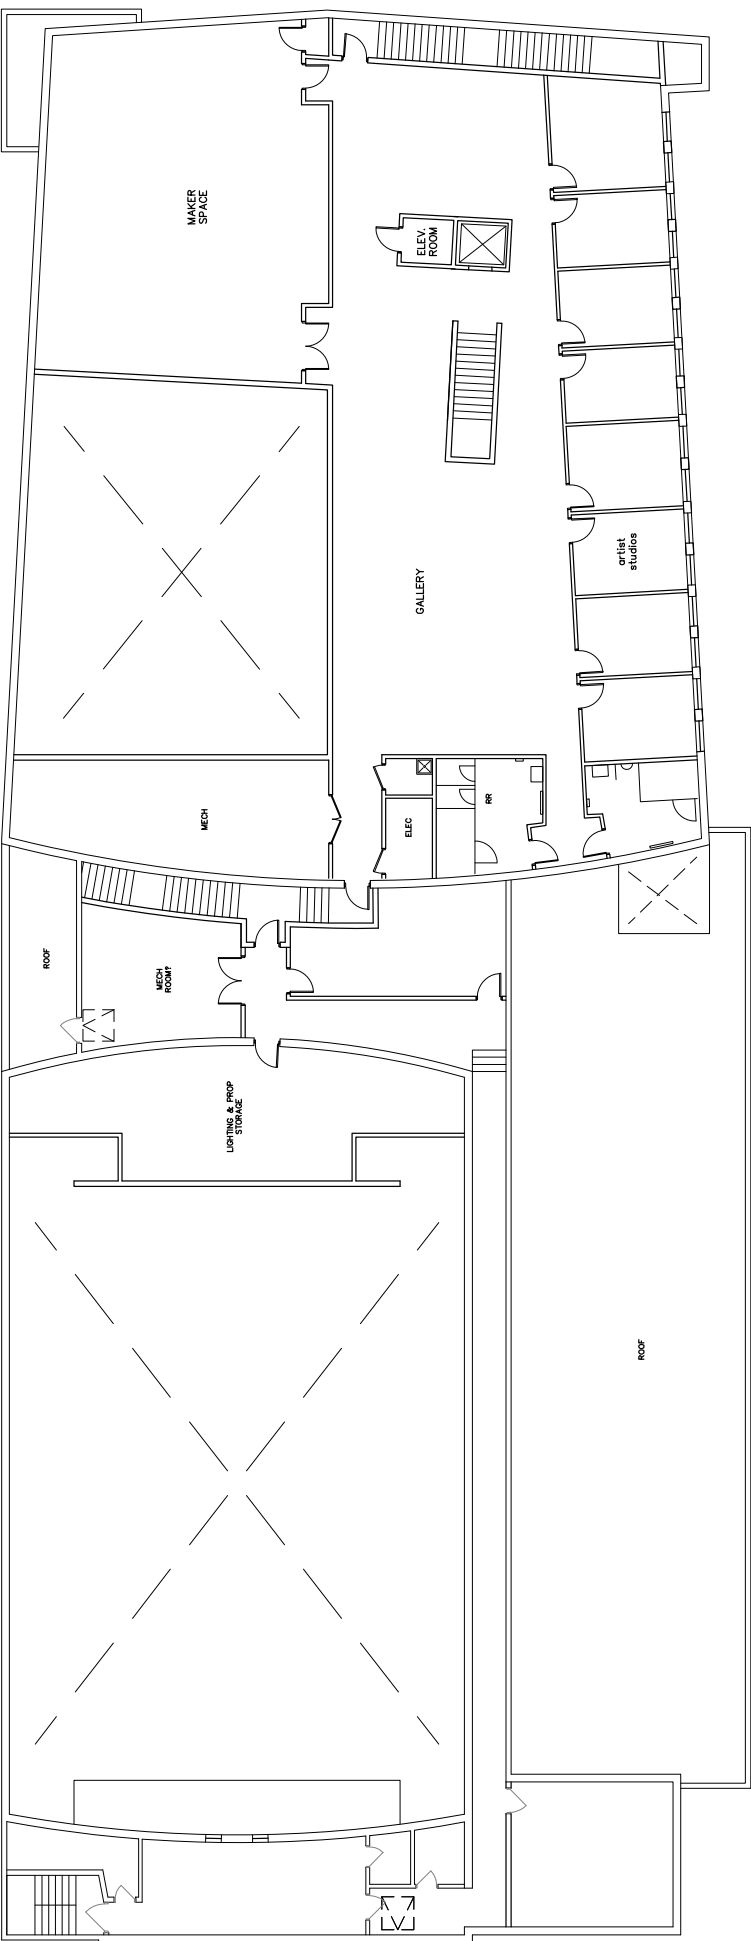 MAKER
SPACE
ELEV.
ROOM
artist
studios
GALLERY
MECH
ELEC
RR
ROOF
MECH
ROOM?
LIGHTING & PROP
STORAGE
ROOF